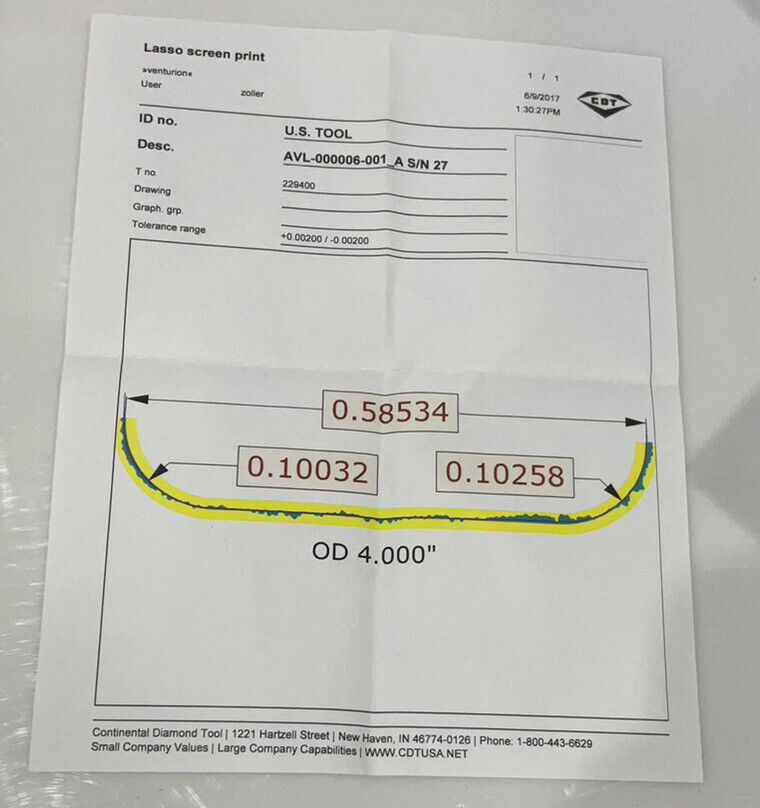 Lasso screen print
»venturion«
User zoller
1 / 1
6/9/2017
1:30:27PM
CDT
ID no. U.S. TOOL
Desc. AVL-000006-001_A S/N 27
T no.
Drawing 229400
Graph. grp.
Tolerance range +0.00200 / -0.00200
0.58534
0.10032 0.10258
OD 4.000"
Continental Diamond Tool | 1221 Hartzell Street | New Haven, IN 46774-0126 | Phone: 1-800-443-6629
Small Company Values | Large Company Capabilities | WWW.CDTUSA.NET